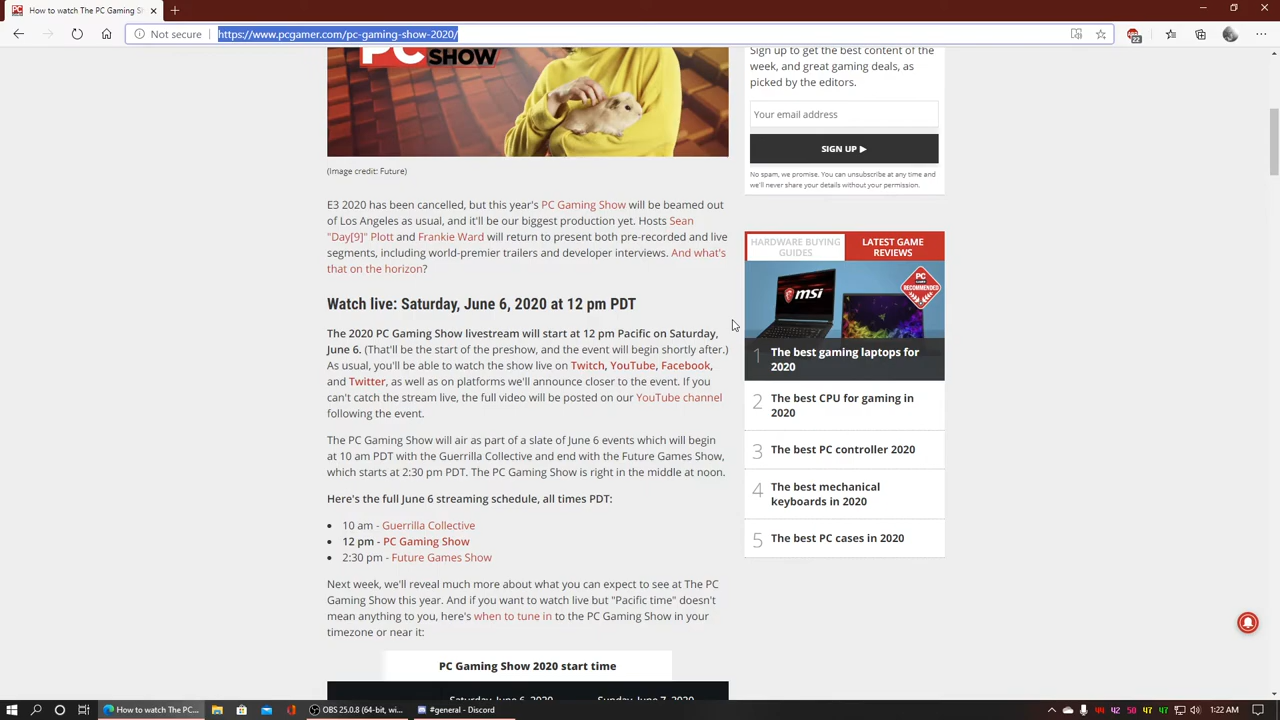 How to watch The PC Gaming S
Not secure
https://www.pcgamer.com/pc-gaming-show-2020/
22
PC SHOW
(Image credit: Future)
E3 2020 has been cancelled, but this year's PC Gaming Show will be beamed out
of Los Angeles as usual, and it'll be our biggest production yet. Hosts Sean
"Day[9]" Plott and Frankie Ward will return to present both pre-recorded and live
segments, including world-premier trailers and developer interviews. And what's
that on the horizon?
Watch live: Saturday, June 6, 2020 at 12 pm PDT
The 2020 PC Gaming Show livestream will start at 12 pm Pacific on Saturday,
June 6. (That'll be the start of the preshow, and the event will begin shortly after.)
As usual, you'll be able to watch the show live on Twitch, YouTube, Facebook,
and Twitter, as well as on platforms we'll announce closer to the event. If you
can't catch the stream live, the full video will be posted on our YouTube channel
following the event.
The PC Gaming Show will air as part of a slate of June 6 events which will begin
at 10 am PDT with the Guerrilla Collective and end with the Future Games Show,
which starts at 2:30 pm PDT. The PC Gaming Show is right in the middle at noon.
Here's the full June 6 streaming schedule, all times PDT:
• 10 am - Guerrilla Collective
• 12 pm - PC Gaming Show
• 2:30 pm - Future Games Show
Next week, we'll reveal much more about what you can expect to see at The PC
Gaming Show this year. And if you want to watch live but "Pacific time" doesn't
mean anything to you, here's when to tune in to the PC Gaming Show in your
timezone or near it:
PC Gaming Show 2020 start time
Saturday, June 6, 2020 Sunday, June 7, 2020
Sign up to get the best content of the
week, and great gaming deals, as
picked by the editors.
Your email address
SIGN UP ▶
No spam, we promise. You can unsubscribe at any time and
we'll never share your details without your permission.
HARDWARE BUYING
GUIDES
LATEST GAME
REVIEWS
msi
RECOMMENDED
1 The best gaming laptops for
2020
2 The best CPU for gaming in
2020
3 The best PC controller 2020
4 The best mechanical
keyboards in 2020
5 The best PC cases in 2020
How to watch The PC...
OBS 25.0.8 (64-bit, wi...
#general - Discord
42 50 47
1:22 AM